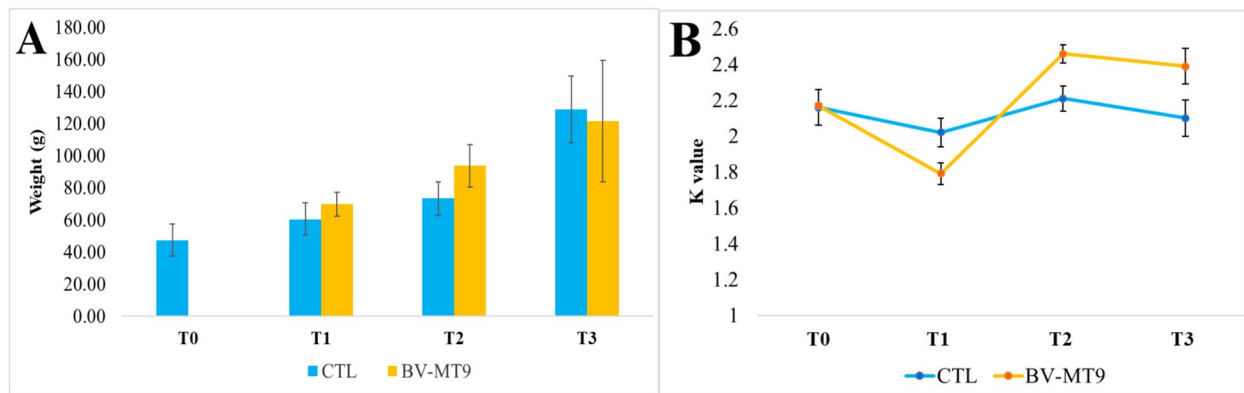 A
Weight (g)
180.00
160.00
140.00
120.00
100.00
80.00
60.00
40.00
20.00
0.00
T0 T1 T2 T3
CTL BV-MT9
B
K value
2.6
2.4
2.2
2
1.8
1.6
1.4
1.2
1
T0 T1 T2 T3
CTL BV-MT9